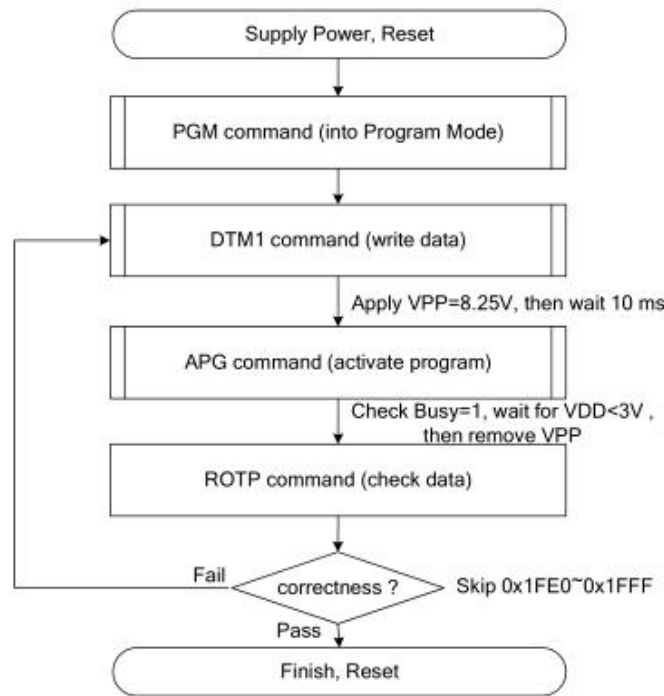 Supply Power, Reset
PGM command (into Program Mode)
DTM1 command (write data)
Apply VPP=8.25V, then wait 10 ms
APG command (activate program)
Check Busy=1, wait for VDD<3V ,
then remove VPP
ROTP command (check data)
Fail
correctness ?
Skip 0x1FE0~0x1FFF
Pass
Finish, Reset